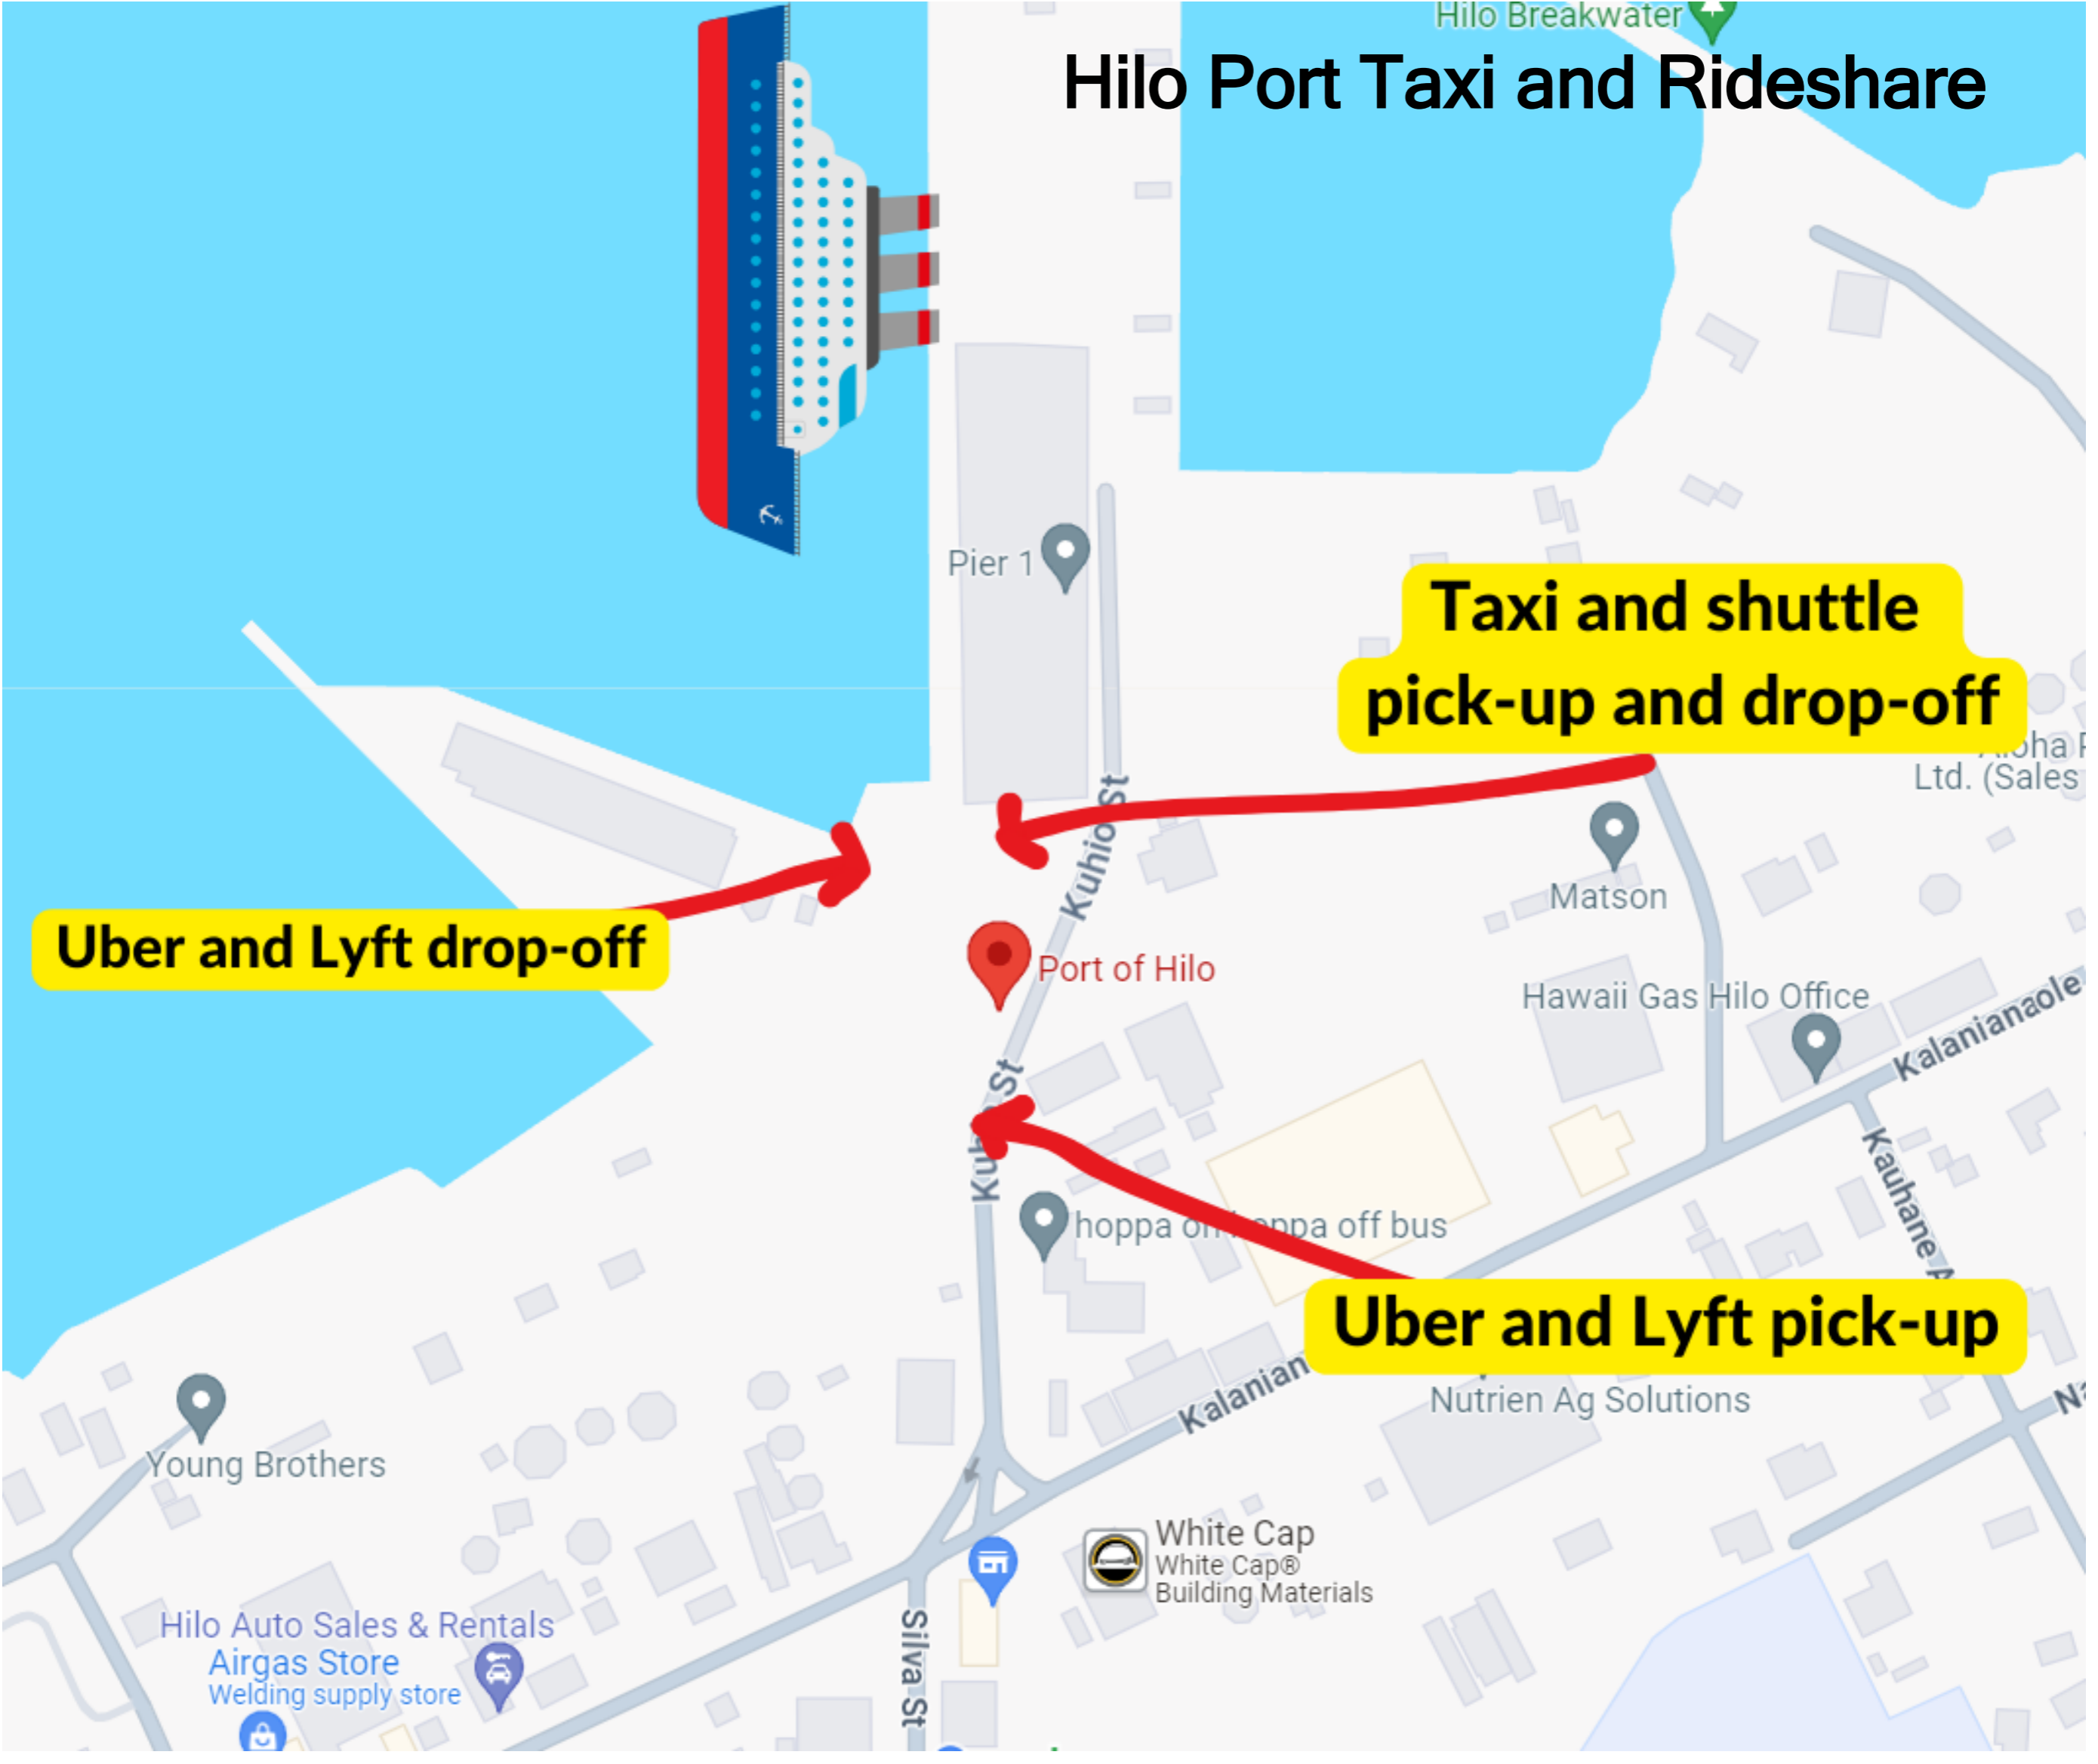 Hilo Breakwater
Hilo Port Taxi and Rideshare
Pier 1
Taxi and shuttle
pick-up and drop-off
Ltd. (Sales
Kuhio St
Matson
Uber and Lyft drop-off
Port of Hilo
Hawaii Gas Hilo Office
Kalanianaole
St
hoppa on hoppa off bus
Kauhane A
Uber and Lyft pick-up
Kalanian
Nutrien Ag Solutions
Young Brothers
White Cap
White Cap®
Building Materials
Hilo Auto Sales & Rentals
Airgas Store
Welding supply store
Silva St